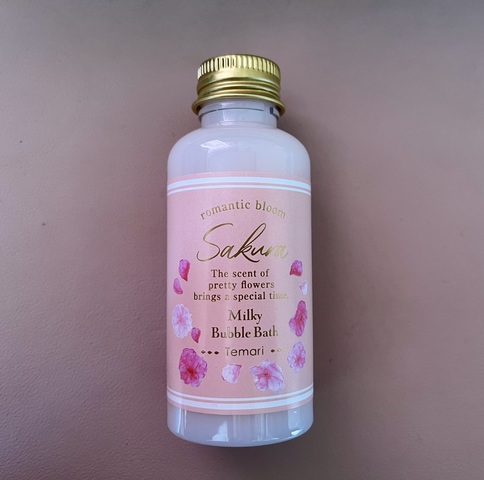 romantic bloom
Sakura
The scent of
pretty flowers
brings a special time.
Milky
Bubble Bath
Temari